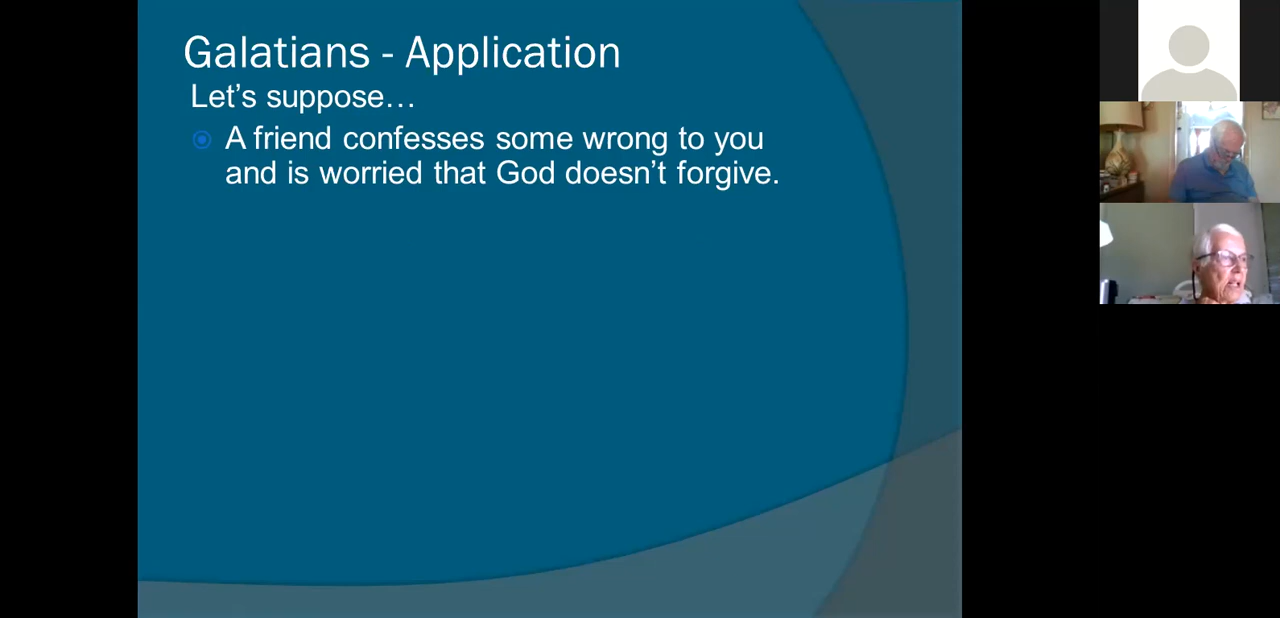 Galatians - Application
Let’s suppose…
A friend confesses some wrong to you
and is worried that God doesn’t forgive.